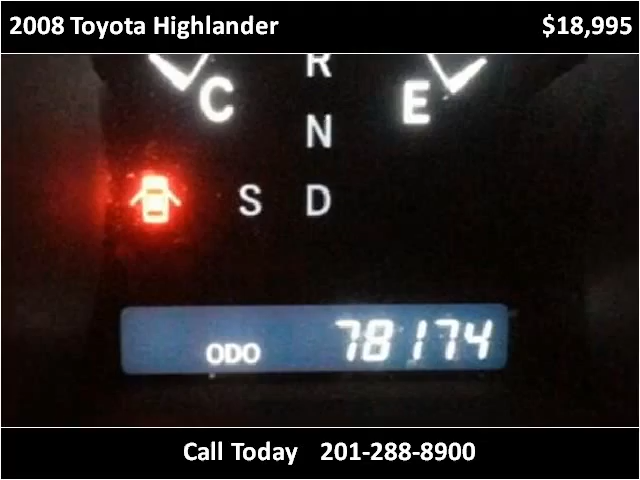 2008 Toyota Highlander $18,995
R
C E
N
S D
ODO 78174
Call Today 201-288-8900